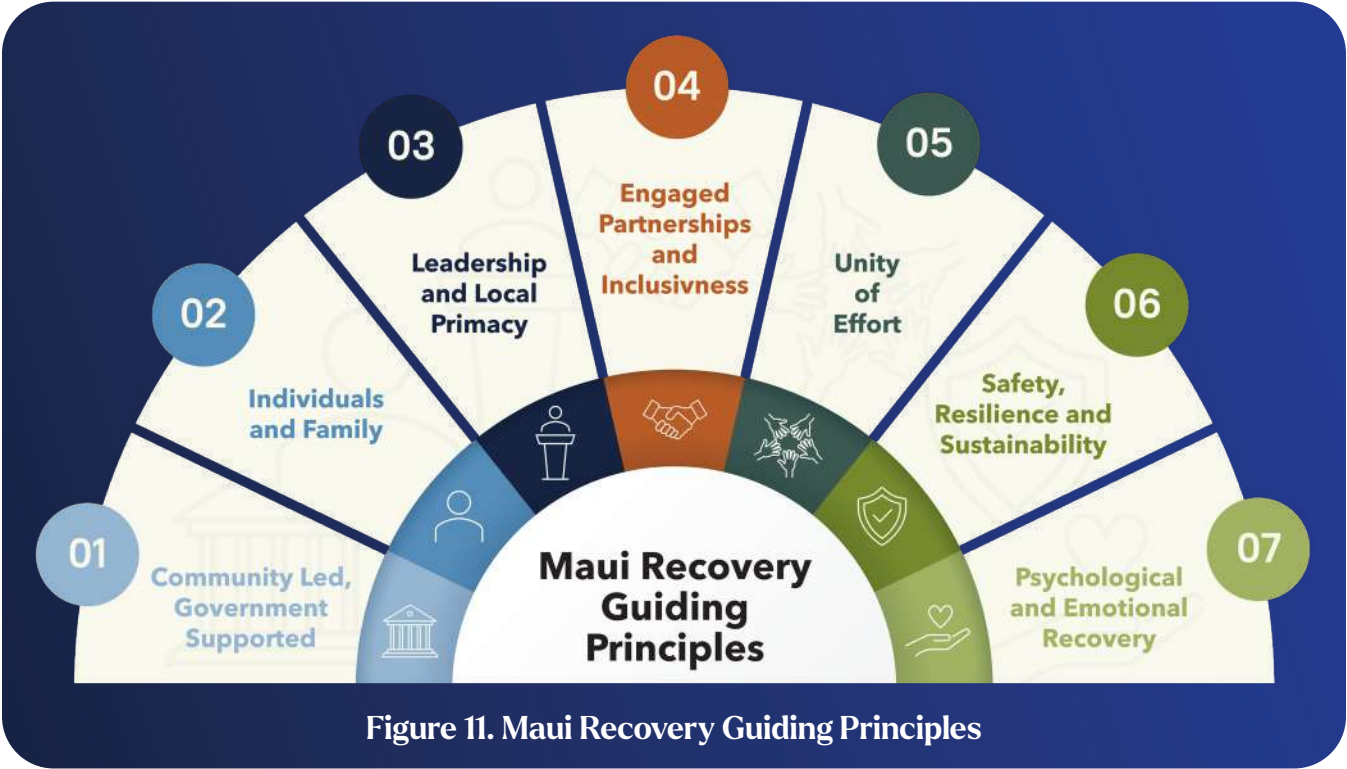 01
Community Led,
Government
Supported
02
Individuals
and Family
03
Leadership
and Local
Primacy
04
Engaged
Partnerships
and
Inclusivness
05
Unity
of
Effort
06
Safety,
Resilience and
Sustainability
07
Psychological
and Emotional
Recovery
Maui Recovery
Guiding
Principles
Figure 11. Maui Recovery Guiding Principles